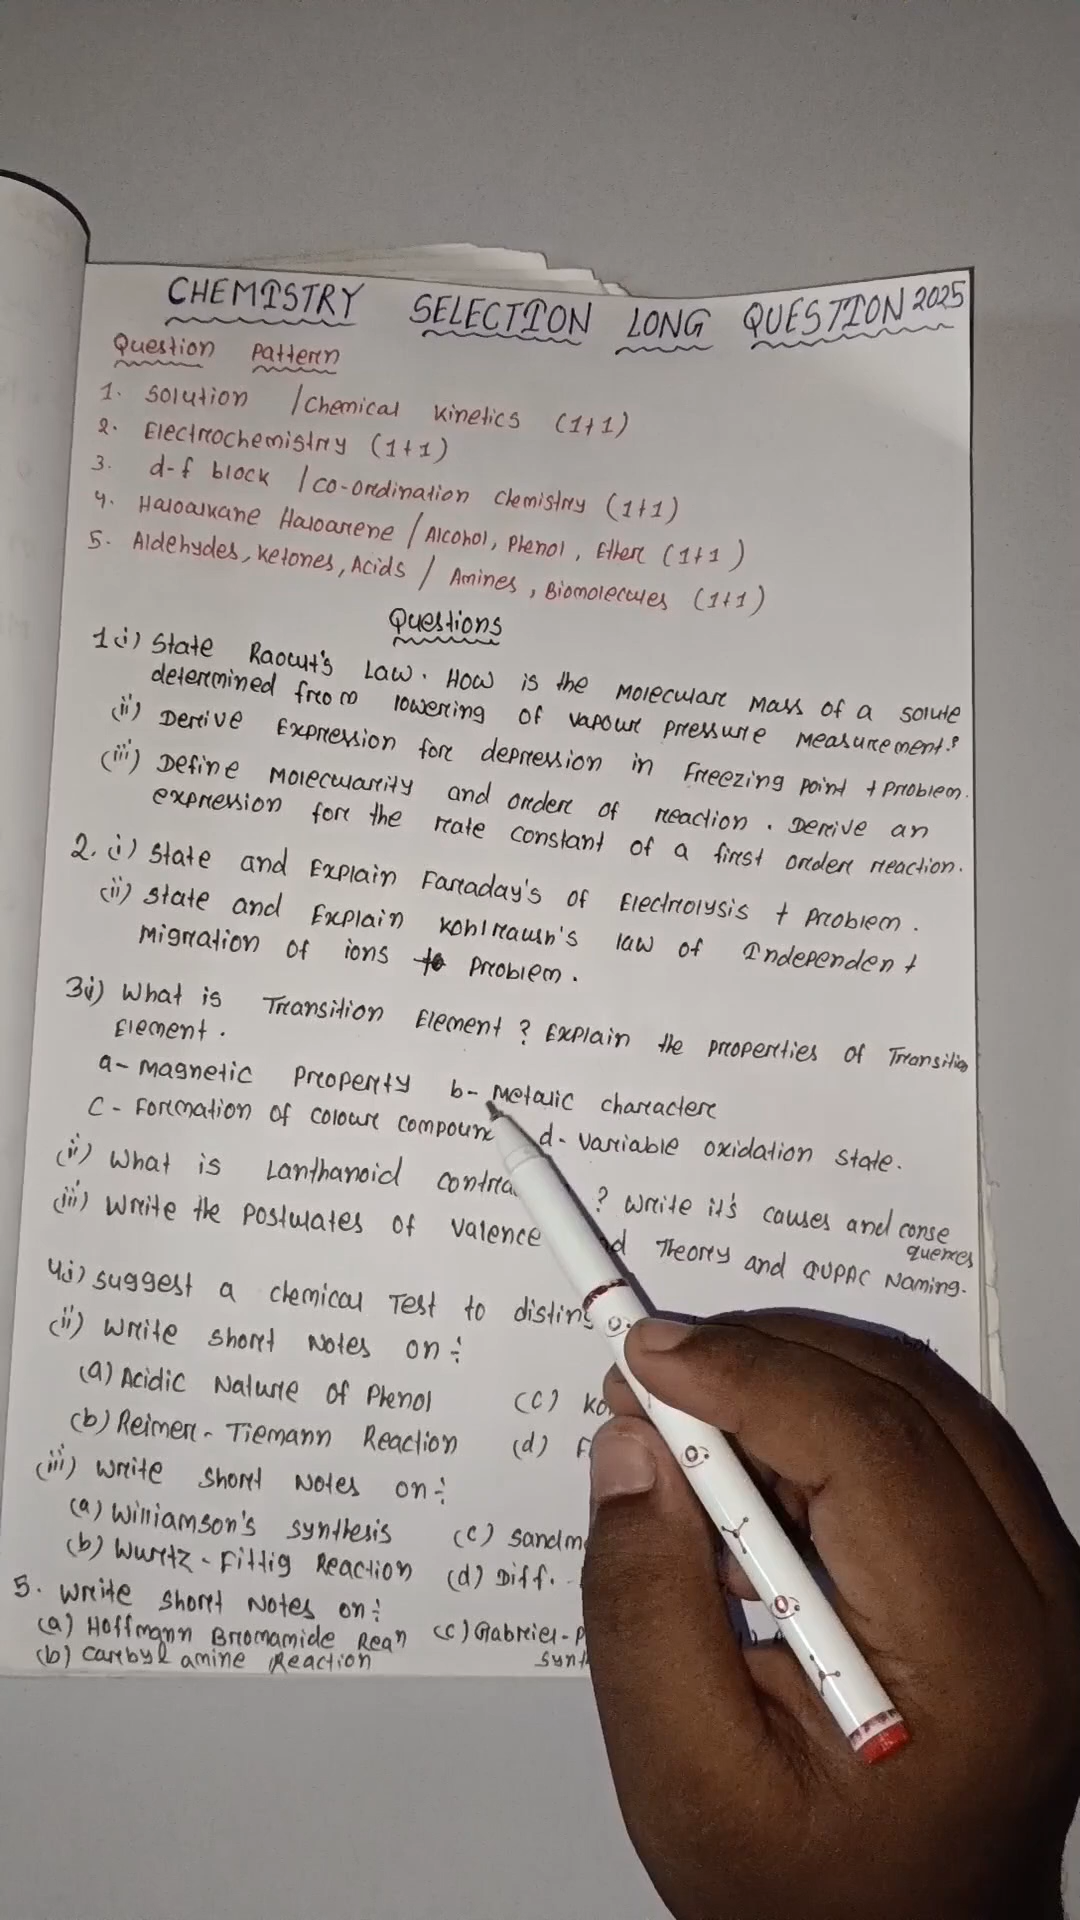 CHEMISTRY SELECTION LONG QUESTION 2025
Question Pattern
1. Solution / Chemical Kinetics (1+1)
2. Electrochemistry (1+1)
3. d-f block / co-ordination chemistry (1+1)
4. Haloalkane Haloarene / Alcohol, Phenol, Ether (1+1)
5. Aldehydes, Ketones, Acids / Amines, Biomolecules (1+1)
Questions
1 i) State Raoult's Law. How is the Molecular Mass of a solute
determined from lowering of vapour pressure measurement?
(ii) Derive Expression for depression in Freezing point + Problem.
(iii) Define Molecularity and order of reaction. Derive an
expression for the rate constant of a first order reaction.
2. i) State and Explain Faraday's of Electrolysis + Problem.
(ii) State and Explain Kohlraush's law of Independent
Migration of ions Problem.
3 i) What is Transition Element? Explain the properties of Transition
Element.
a- Magnetic Property b- Metalic character
c- Formation of colour compound d- Variable oxidation state.
(ii) What is Lanthanoid contra ? Write it's causes and conse
quences
(iii) Write the Postulates of Valence Theory and IUPAC Naming.
4 i) Suggest a chemical Test to disting
(ii) Write Short Notes on :
(a) Acidic Nature of Phenol (c) Ko
(b) Reimer- Tiemann Reaction (d) F
(iii) Write Short Notes on :
(a) Williamson's synthesis (c) Sandm
(b) Wurtz - Fittig Reaction (d) Diff.
5. Write Short Notes on :
(a) Hoffmann Bromamide Rean (c) Gabriel-P
Synt
(b) Carbyl amine Reaction